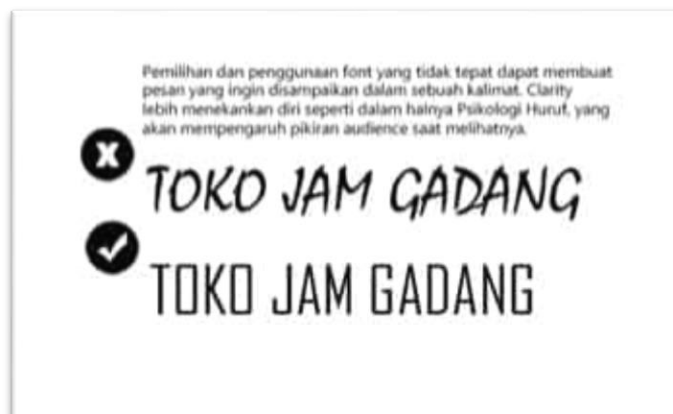 Pemilihan dan penggunaan font yang tidak tepat dapat membuat
pesan yang ingin disampaikan dalam sebuah kalimat. Clarity
lebih menekankan diri seperti dalam halnya Psikologi Huruf, yang
akan mempengaruh pikiran audience saat melihatnya.
TOKO JAM GADANG
TOKO JAM GADANG